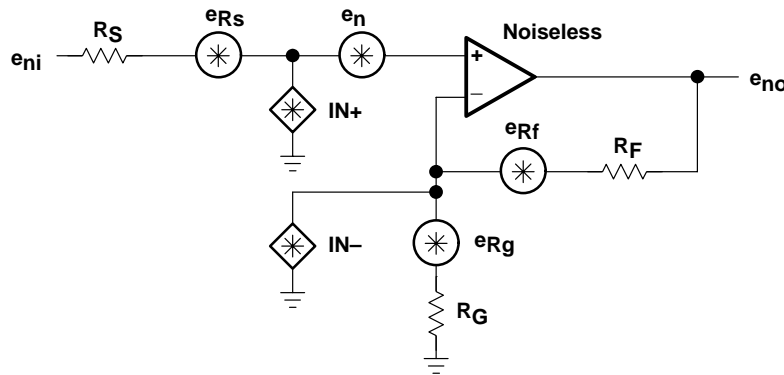 RS
eRs
en
Noiseless
eni
+
−
eno
IN+
eRf
RF
IN−
eRg
RG